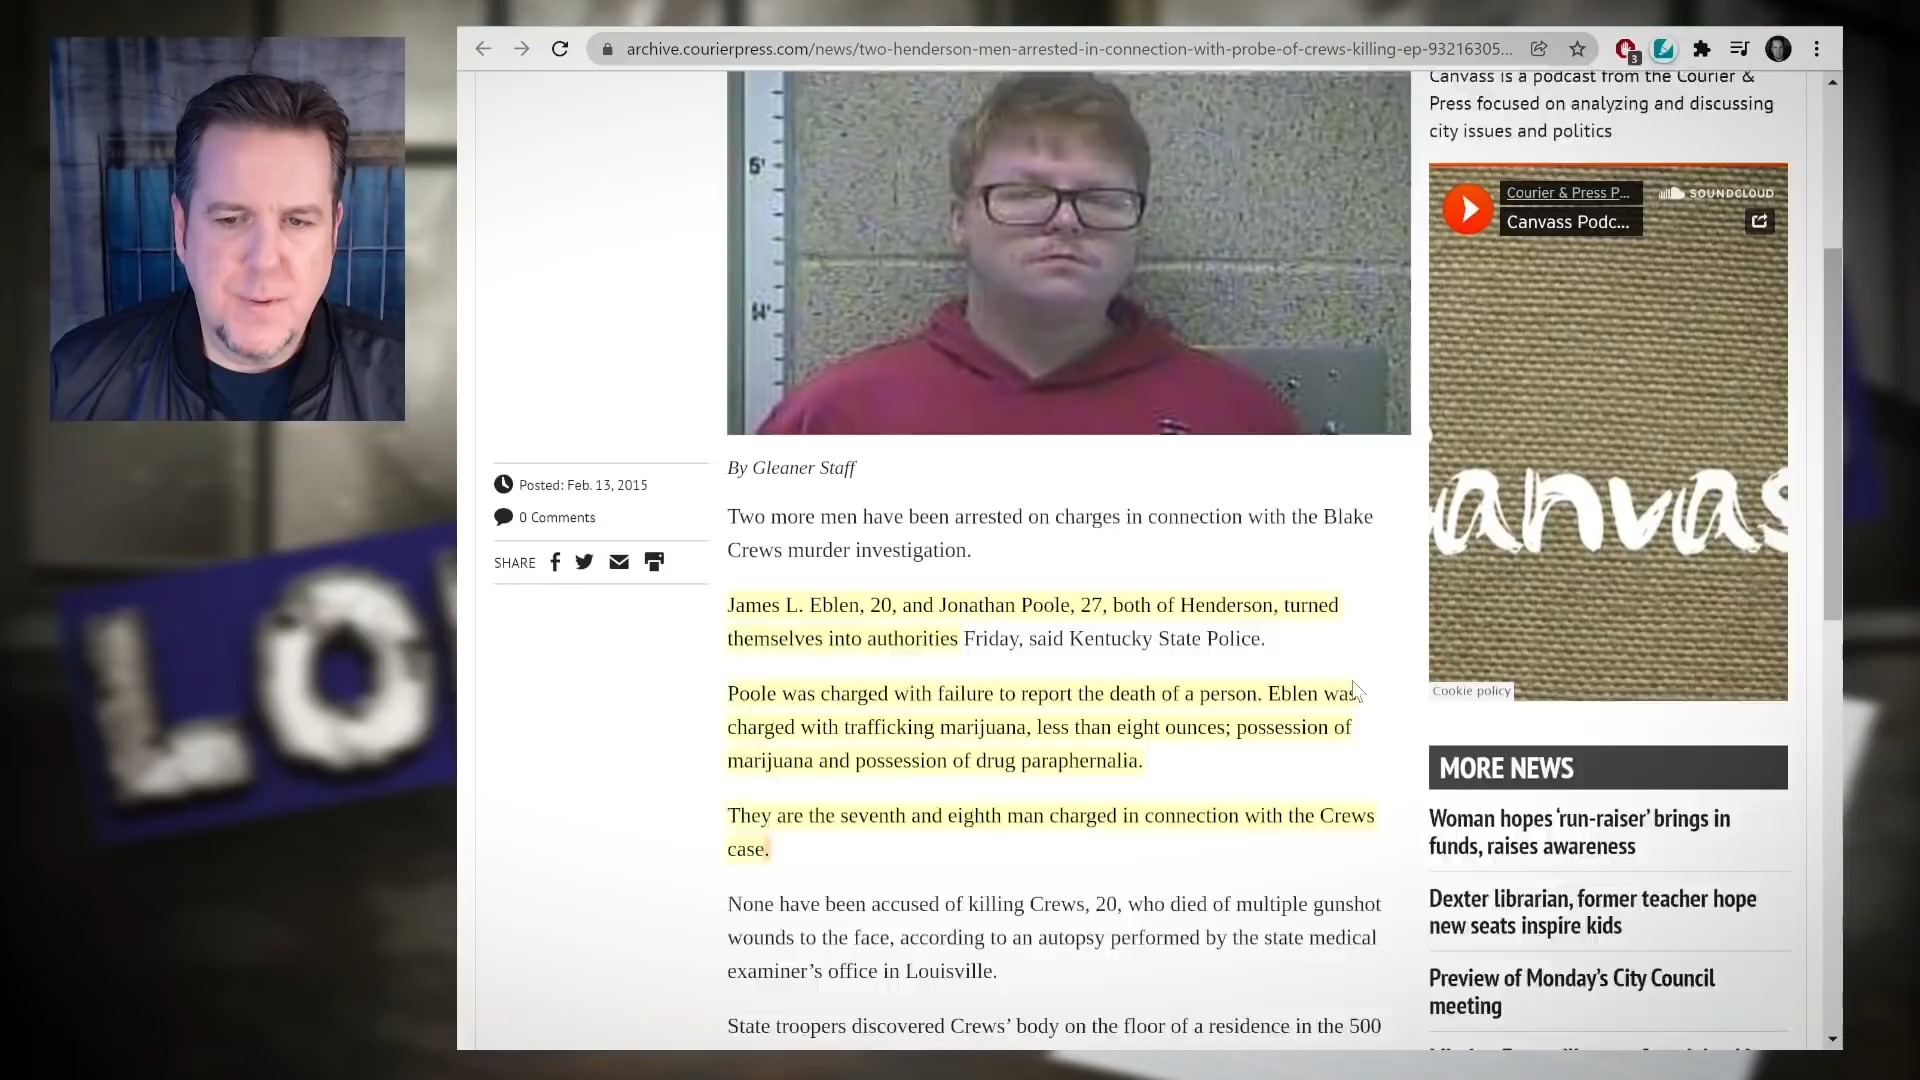 archive.courierpress.com/news/two-henderson-men-arrested-in-connection-with-probe-of-crews-killing-ep-93216305...
3
5'
4'
LO
Posted: Feb. 13, 2015
0 Comments
SHARE
By Gleaner Staff
Two more men have been arrested on charges in connection with the Blake
Crews murder investigation.
James L. Eblen, 20, and Jonathan Poole, 27, both of Henderson, turned
themselves into authorities Friday, said Kentucky State Police.
Poole was charged with failure to report the death of a person. Eblen was
charged with trafficking marijuana, less than eight ounces; possession of
marijuana and possession of drug paraphernalia.
They are the seventh and eighth man charged in connection with the Crews
case.
None have been accused of killing Crews, 20, who died of multiple gunshot
wounds to the face, according to an autopsy performed by the state medical
examiner’s office in Louisville.
State troopers discovered Crews’ body on the floor of a residence in the 500
Canvass is a podcast from the Courier &
Press focused on analyzing and discussing
city issues and politics
Courier & Press P...
SOUNDCLOUD
Canvass Podc...
anvas
Cookie policy
MORE NEWS
Woman hopes ‘run-raiser’ brings in
funds, raises awareness
Dexter librarian, former teacher hope
new seats inspire kids
Preview of Monday’s City Council
meeting